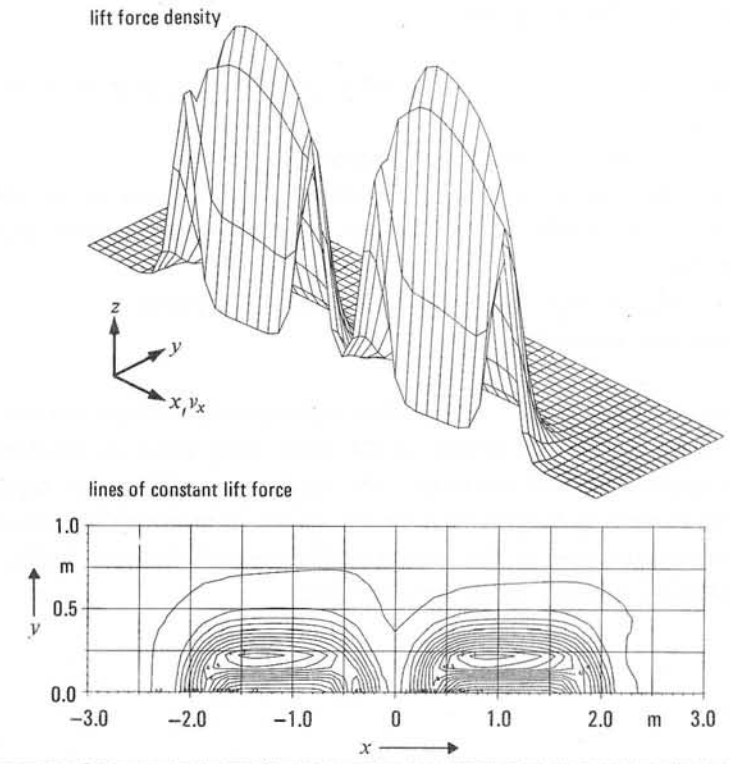 lift force density
z
y
x, vx
lines of constant lift force
1.0
m
0.5
y
0.0
−3.0 −2.0 −1.0 0 1.0 2.0 m 3.0
x